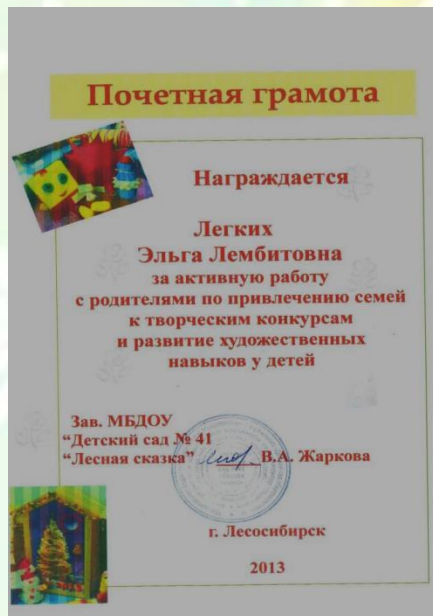 Почетная грамота
Награждается
Легких
Эльга Лембитовна
за активную работу
с родителями по привлечению семей
к творческим конкурсам
и развитие художественных
навыков у детей
Зав. МБДОУ
“Детский сад № 41
“Лесная сказка” В.А. Жаркова
г. Лесосибирск
2013